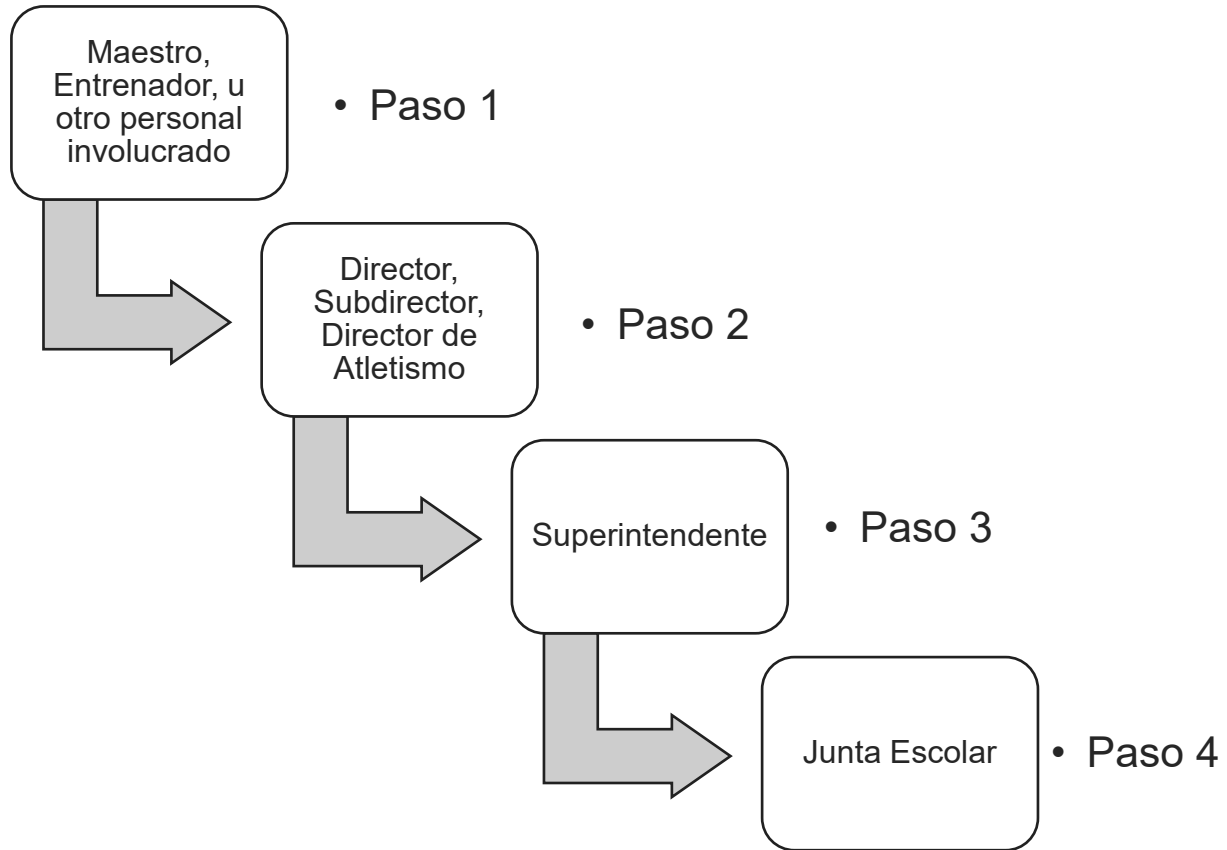 Maestro,
Entrenador, u
otro personal
involucrado
• Paso 1
Director,
Subdirector,
Director de
Atletismo
• Paso 2
Superintendente
• Paso 3
Junta Escolar
• Paso 4